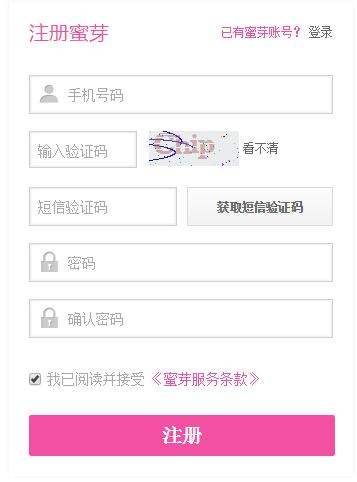 注册蜜芽
已有蜜芽账号？ 登录
手机号码
输入验证码 Chip 看不清
短信验证码 获取短信验证码
密码
确认密码
我已阅读并接受《蜜芽服务条款》
注册